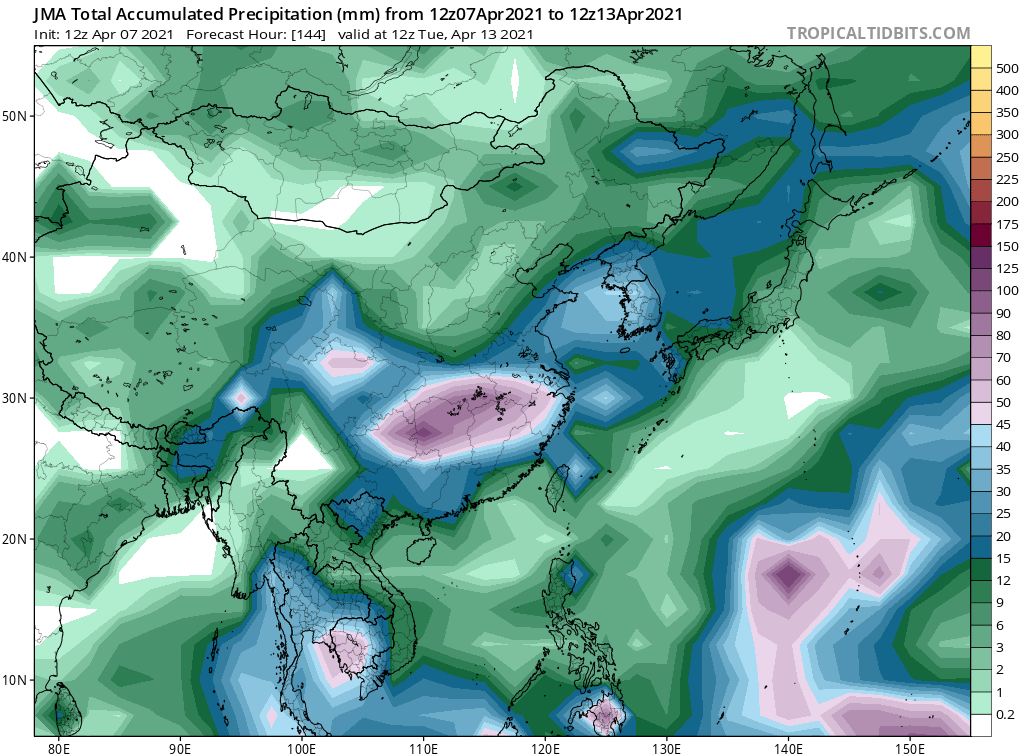 JMA Total Accumulated Precipitation (mm) from 12z07Apr2021 to 12z13Apr2021
Init: 12z Apr 07 2021 Forecast Hour: [144] valid at 12z Tue, Apr 13 2021
TROPICALTIDBITS.COM
50N
40N
30N
20N
10N
80E
90E
100E
110E
120E
130E
140E
150E
500
400
350
300
250
225
200
175
150
125
100
90
80
70
60
50
45
40
35
30
25
20
15
12
9
6
3
2
1
0.2